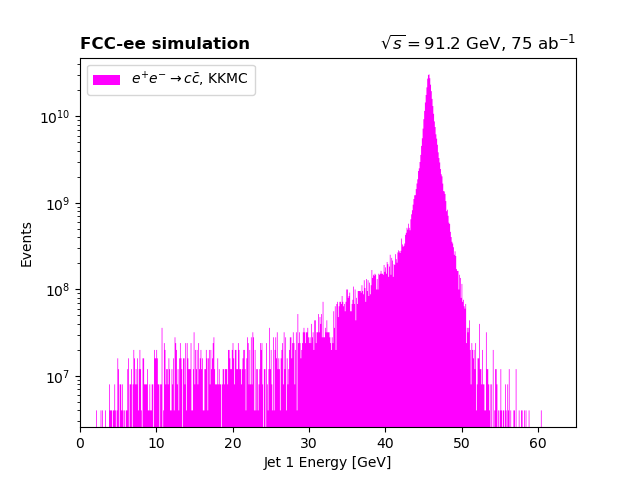 FCC-ee simulation
√s = 91.2 GeV, 75 ab⁻¹
e⁺e⁻ → cc̄, KKMC
Events
10¹⁰
10⁹
10⁸
10⁷
0 10 20 30 40 50 60
Jet 1 Energy [GeV]